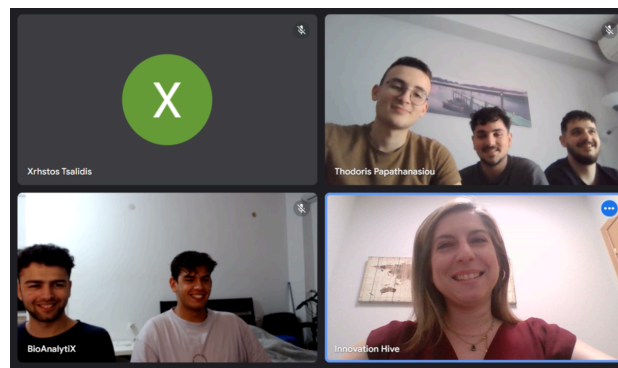 X
Xrhstos Tsalidis
Thodoris Papathanasiou
BioAnalytiX
Innovation Hive